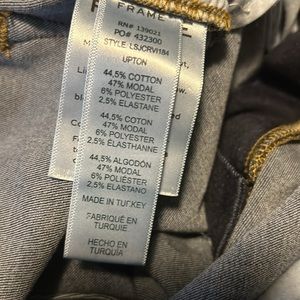 FRAME
RN# 139021
PO# 432300
STYLE: LSJCRVI184
UPTON
44.5% COTTON
47% MODAL
6% POLYESTER
2.5% ELASTANE
44.5% COTON
47% MODAL
6% POLYESTER
2.5% ÉLASTHANNE
44.5% ALGODÓN
47% MODAL
6% POLIÉSTER
2.5% ELASTANO
MADE IN TURKEY
FABRIQUÉ EN
TURQUIE
HECHO EN
TURQUÍA